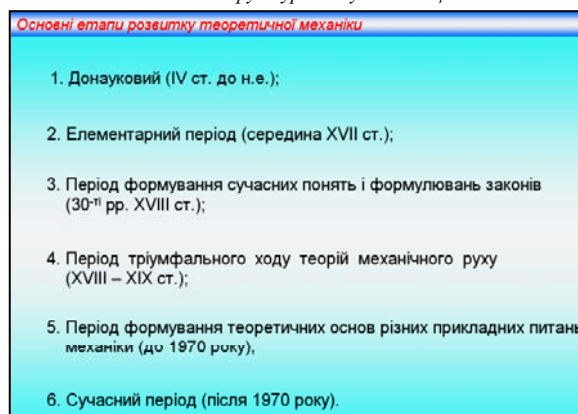 Основні етапи розвитку теоретичної механіки
1. Донауковий (IV ст. до н.е.);
2. Елементарний період (середина XVII ст.);
3. Період формування сучасних понять і формулювань законів
(30-ті рр. XVIII ст.);
4. Період тріумфального ходу теорій механічного руху
(XVIII – XIX ст.);
5. Період формування теоретичних основ різних прикладних питань
механіки (до 1970 року),
6. Сучасний період (після 1970 року).